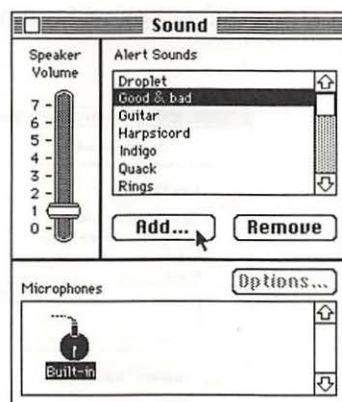 Sound
Speaker
Volume
7
6
5
4
3
2
1
0
Alert Sounds
Droplet
Good & bad
Guitar
Harpsicord
Indigo
Quack
Rings
Add...
Remove
Microphones
Options...
Built-in